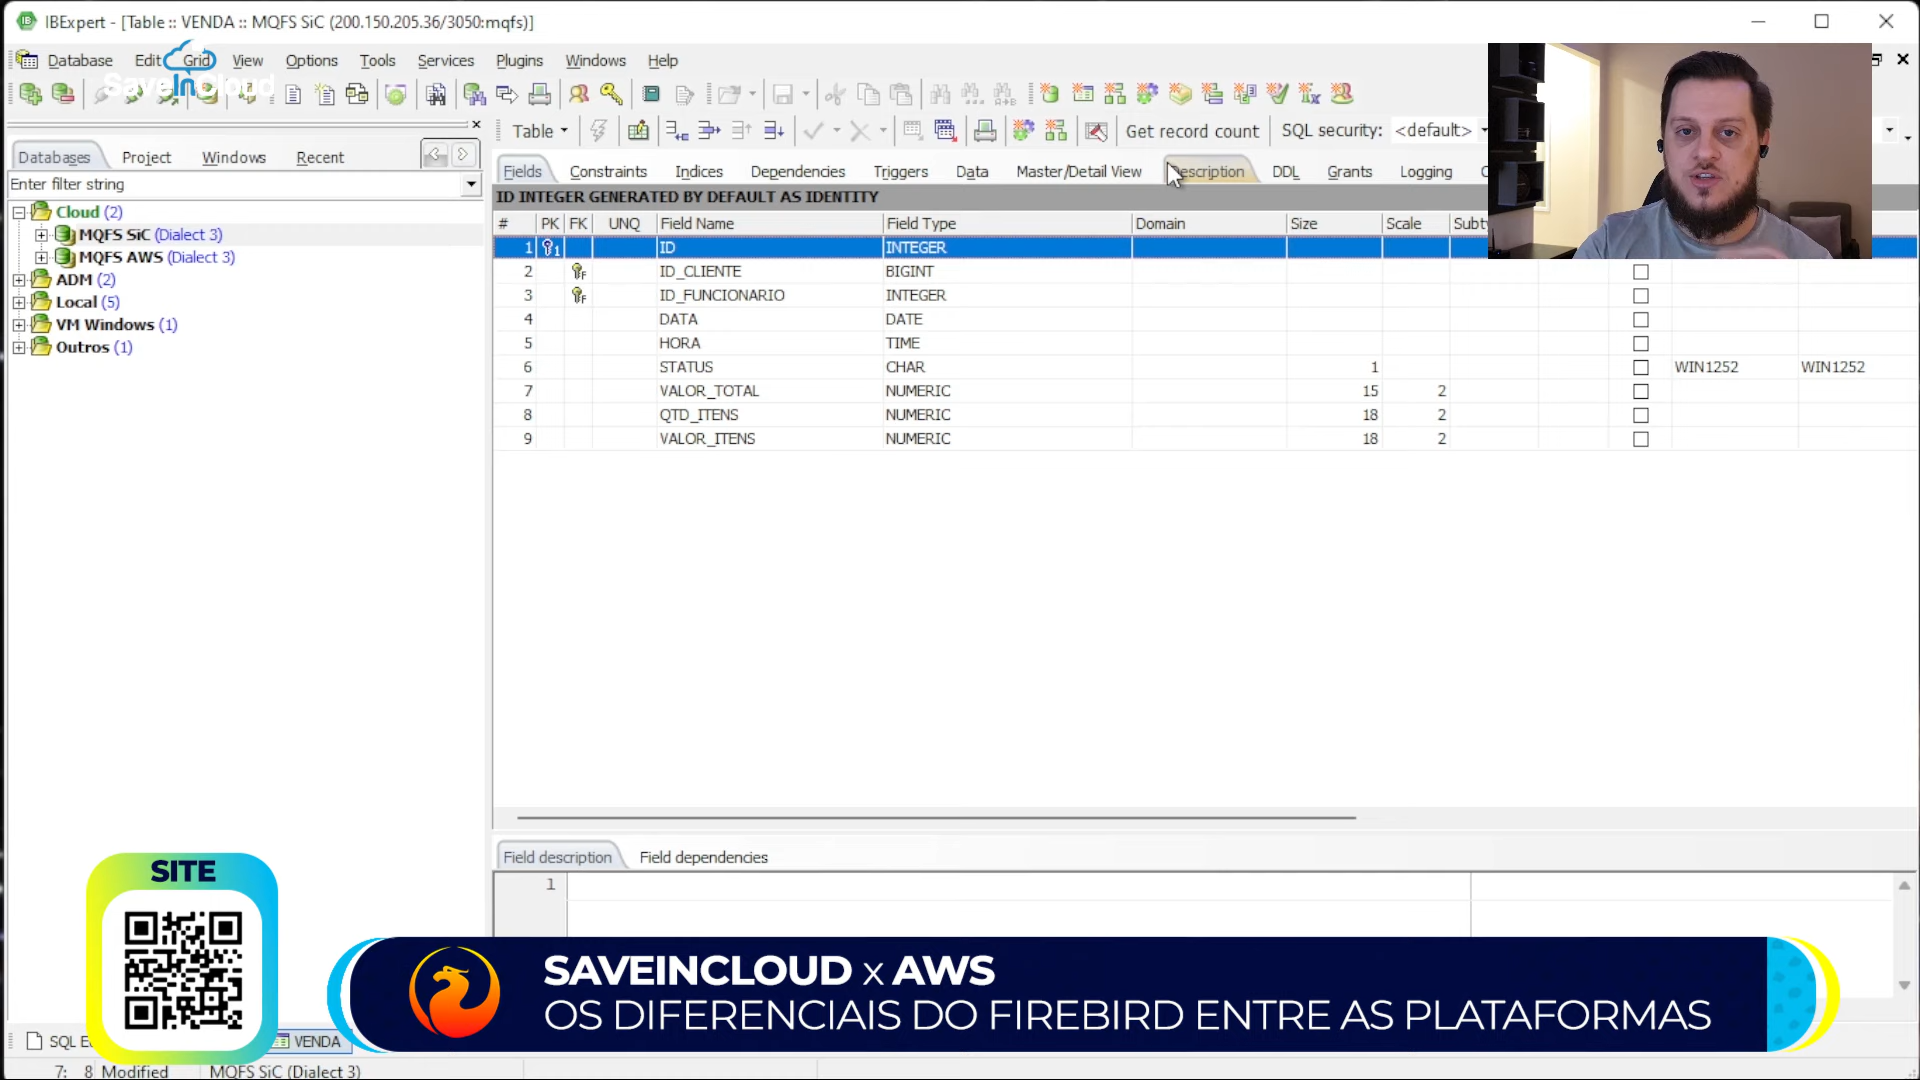 IBExpert - [Table :: VENDA :: MQFS SiC (200.150.205.36/3050:mqfs)]
Database Edit Grid View Options Tools Services Plugins Windows Help
SaveInCloud
Table Get record count SQL security: <default>
Databases Project Windows Recent
Fields Constraints Indices Dependencies Triggers Data Master/Detail View Description DDL Grants Logging
Enter filter string
ID INTEGER GENERATED BY DEFAULT AS IDENTITY
Cloud (2)
MQFS SiC (Dialect 3)
MQFS AWS (Dialect 3)
ADM (2)
Local (5)
VM Windows (1)
Outros (1)
# PK FK UNQ Field Name Field Type Domain Size Scale
1 1 ID INTEGER
2 F ID_CLIENTE BIGINT
3 F ID_FUNCIONARIO INTEGER
4 DATA DATE
5 HORA TIME
6 STATUS CHAR 1 WIN1252 WIN1252
7 VALOR_TOTAL NUMERIC 15 2
8 QTD_ITENS NUMERIC 18 2
9 VALOR_ITENS NUMERIC 18 2
Field description Field dependencies
1
SITE
SAVEINCLOUD x AWS
OS DIFERENCIAIS DO FIREBIRD ENTRE AS PLATAFORMAS
SQL VENDA
7: 8 Modified MQFS SiC (Dialect 3)